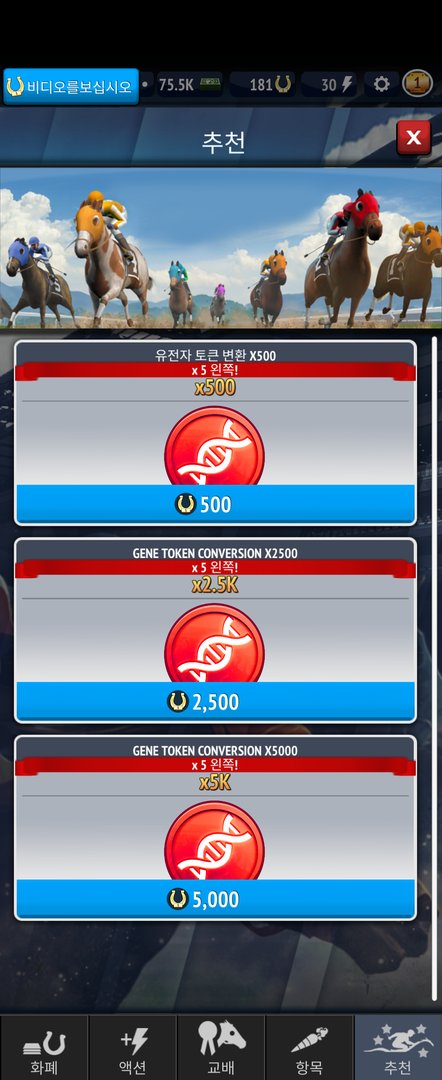 비디오를보십시오
75.5K
181
30
1
추천
X
유전자 토큰 변환 X500
x 5 왼쪽!
x500
500
GENE TOKEN CONVERSION X2500
x 5 왼쪽!
x2.5K
2,500
GENE TOKEN CONVERSION X5000
x 5 왼쪽!
x5K
5,000
화폐
액션
교배
항목
추천